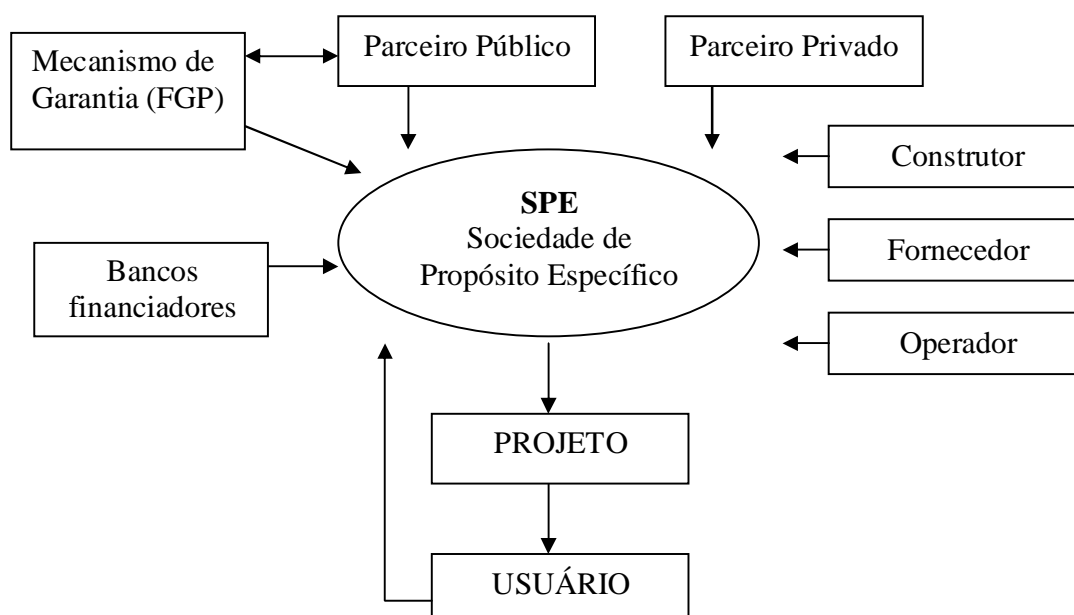 Mecanismo de
Garantia (FGP)
Parceiro Público
Parceiro Privado
Construtor
SPE
Sociedade de
Propósito Específico
Fornecedor
Bancos
financiadores
Operador
PROJETO
USUÁRIO